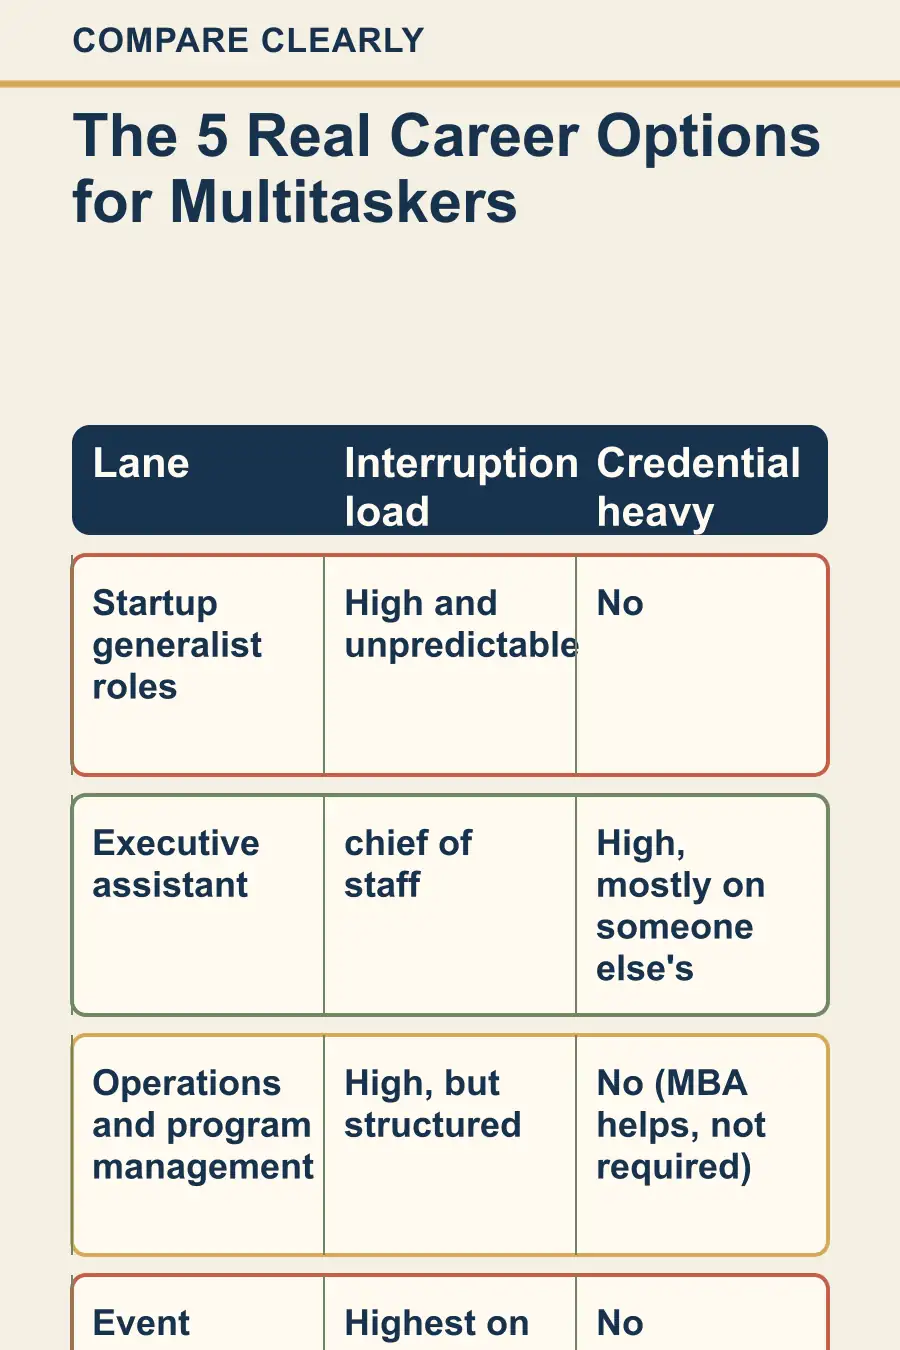 COMPARE CLEARLY
The 5 Real Career Options
for Multitaskers
Lane
Interruption
load
Credential
heavy
Startup
generalist
roles
High and
unpredictable
No
Executive
assistant
chief of
staff
High,
mostly on
someone
else's
Operations
and program
management
High, but
structured
No (MBA
helps, not
required)
Event
Highest on
No